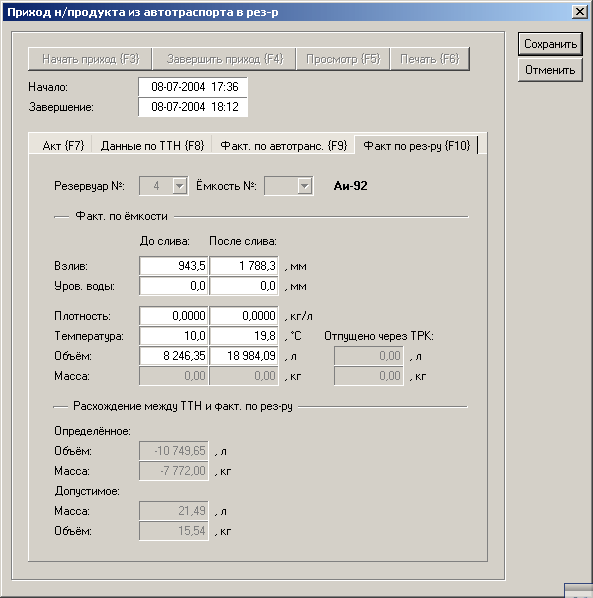 Приход н/продукта из автотраспорта в рез-р
Сохранить
Отменить
Начать приход {F3} Завершить приход {F4} Просмотр {F5} Печать {F6}
Начало: 08-07-2004 17:36
Завершение: 08-07-2004 18:12
Акт {F7} Данные по ТТН {F8} Факт. по автотранс. {F9} Факт по рез-ру {F10}
Резервуар №: 4 Ёмкость №: Аи-92
Факт. по ёмкости
До слива: После слива:
Взлив: 943,5 1 788,3 , мм
Уров. воды: 0,0 0,0 , мм
Плотность: 0,0000 0,0000 , кг/л
Температура: 10,0 19,8 , °С Отпущено через ТРК:
Объём: 8 246,35 18 984,09 , л 0,00 , л
Масса: 0,00 0,00 , кг 0,00 , кг
Расхождение между ТТН и Факт. по рез-ру
Определённое:
Объём: -10 749,65 , л
Масса: -7 772,00 , кг
Допустимое:
Масса: 21,49 , л
Объём: 15,54 , кг